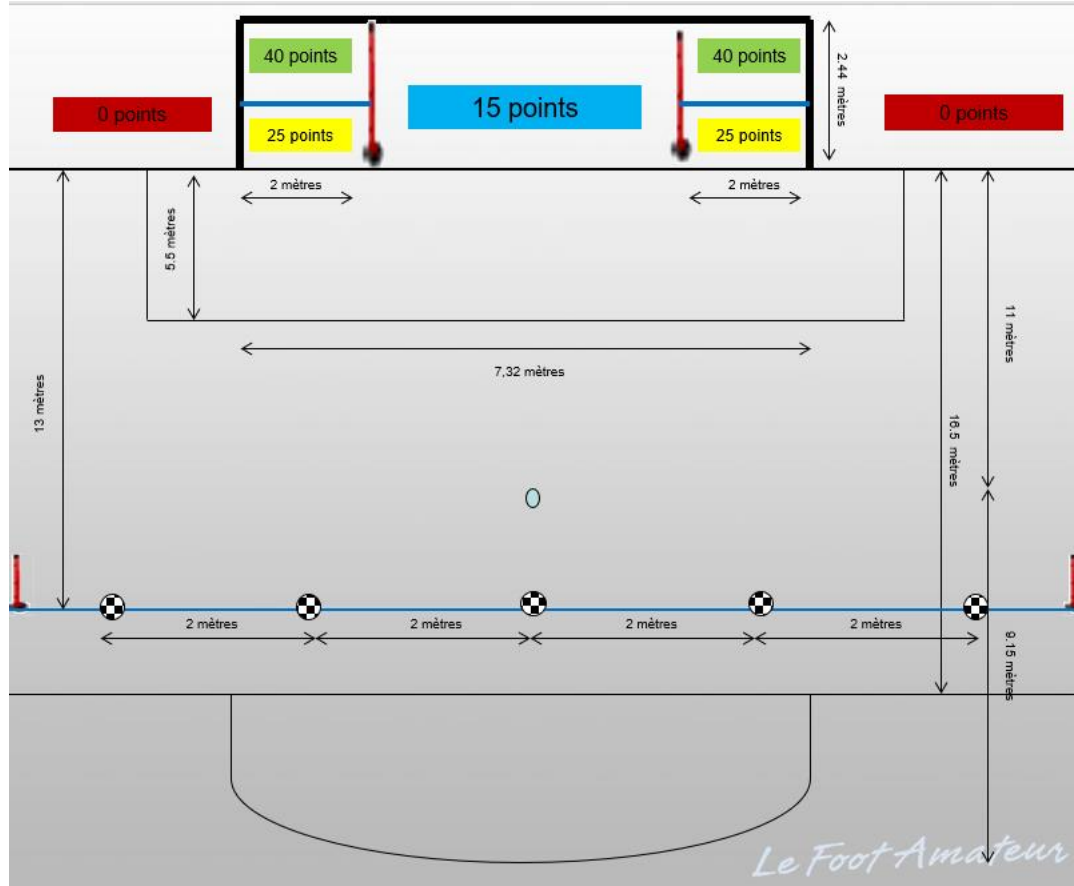 40 points
40 points
2.44 mètres
0 points
15 points
0 points
25 points
25 points
2 mètres
2 mètres
5.5 mètres
11 mètres
7,32 mètres
13 mètres
16.5 mètres
2 mètres
2 mètres
2 mètres
2 mètres
9.15 mètres
Le Foot Amateur